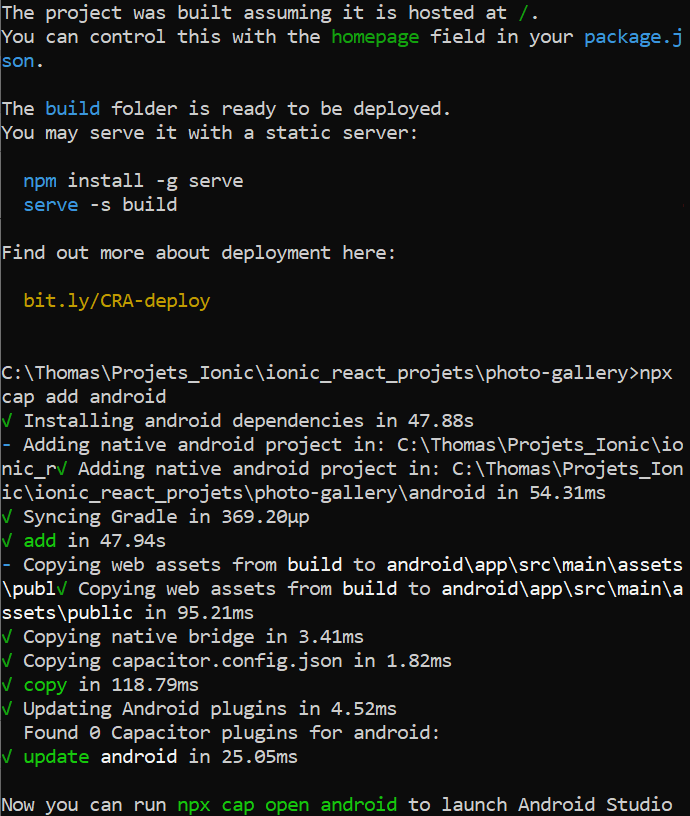 The project was built assuming it is hosted at /.
You can control this with the homepage field in your package.j
son.
The build folder is ready to be deployed.
You may serve it with a static server:
npm install -g serve
serve -s build
Find out more about deployment here:
bit.ly/CRA-deploy
C:\Thomas\Projets_Ionic\ionic_react_projets\photo-gallery>npx
cap add android
√ Installing android dependencies in 47.88s
- Adding native android project in: C:\Thomas\Projets_Ionic\io
nic_r√ Adding native android project in: C:\Thomas\Projets_Ion
ic\ionic_react_projets\photo-gallery\android in 54.31ms
√ Syncing Gradle in 369.20μp
√ add in 47.94s
- Copying web assets from build to android\app\src\main\assets
\publ√ Copying web assets from build to android\app\src\main\a
ssets\public in 95.21ms
√ Copying native bridge in 3.41ms
√ Copying capacitor.config.json in 1.82ms
√ copy in 118.79ms
√ Updating Android plugins in 4.52ms
Found 0 Capacitor plugins for android:
√ update android in 25.05ms
Now you can run npx cap open android to launch Android Studio